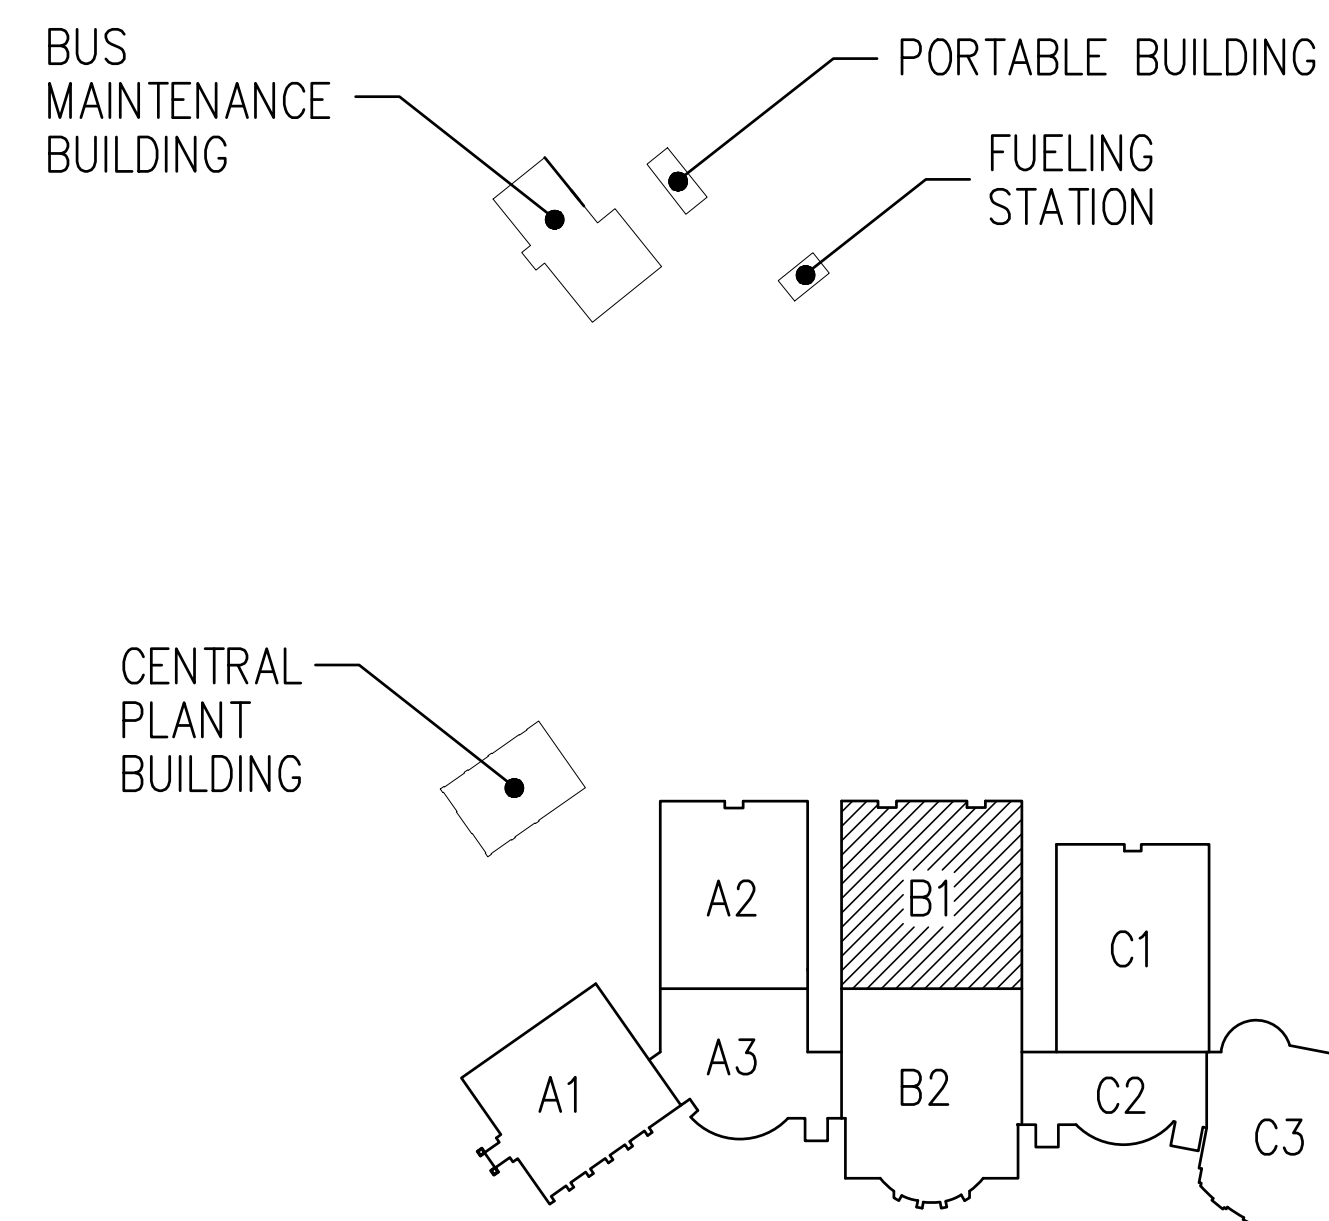 BUS
MAINTENANCE
BUILDING
PORTABLE BUILDING
FUELING
STATION
CENTRAL
PLANT
BUILDING
A2
B1
C1
A3
A1
B2
C2
C3